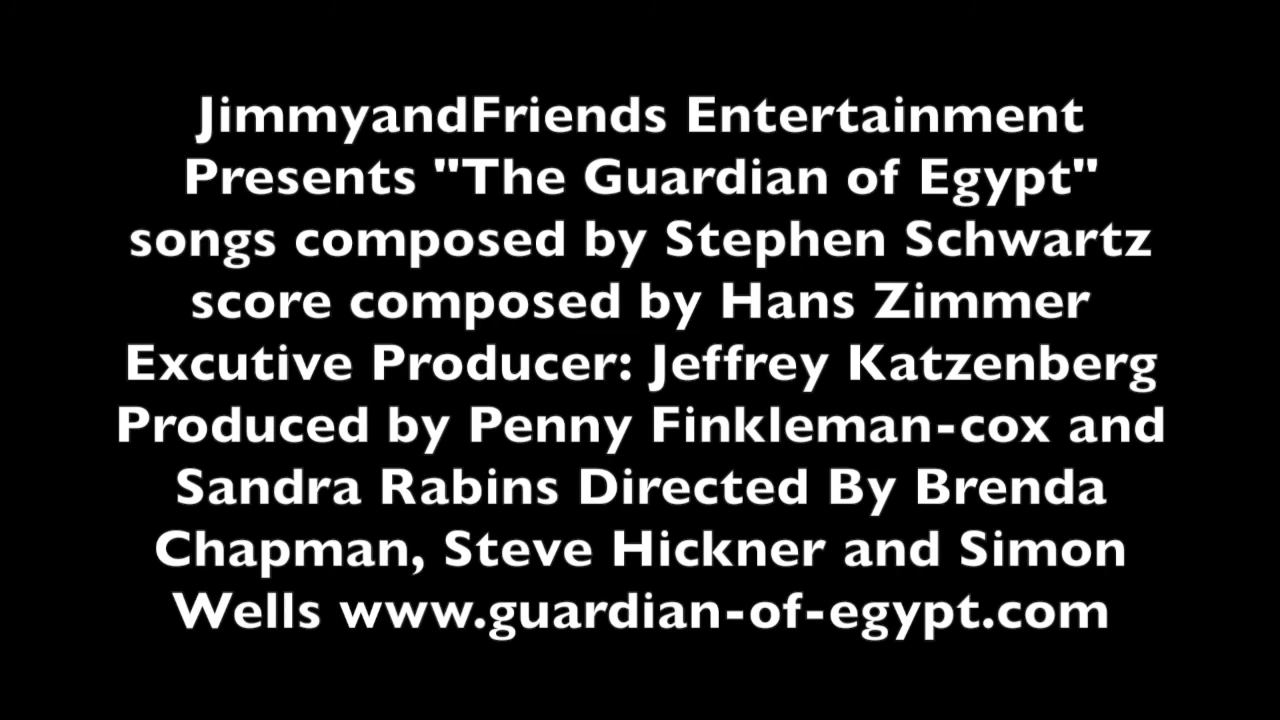 JimmyandFriends Entertainment
Presents "The Guardian of Egypt"
songs composed by Stephen Schwartz
score composed by Hans Zimmer
Excutive Producer: Jeffrey Katzenberg
Produced by Penny Finkleman-cox and
Sandra Rabins Directed By Brenda
Chapman, Steve Hickner and Simon
Wells www.guardian-of-egypt.com